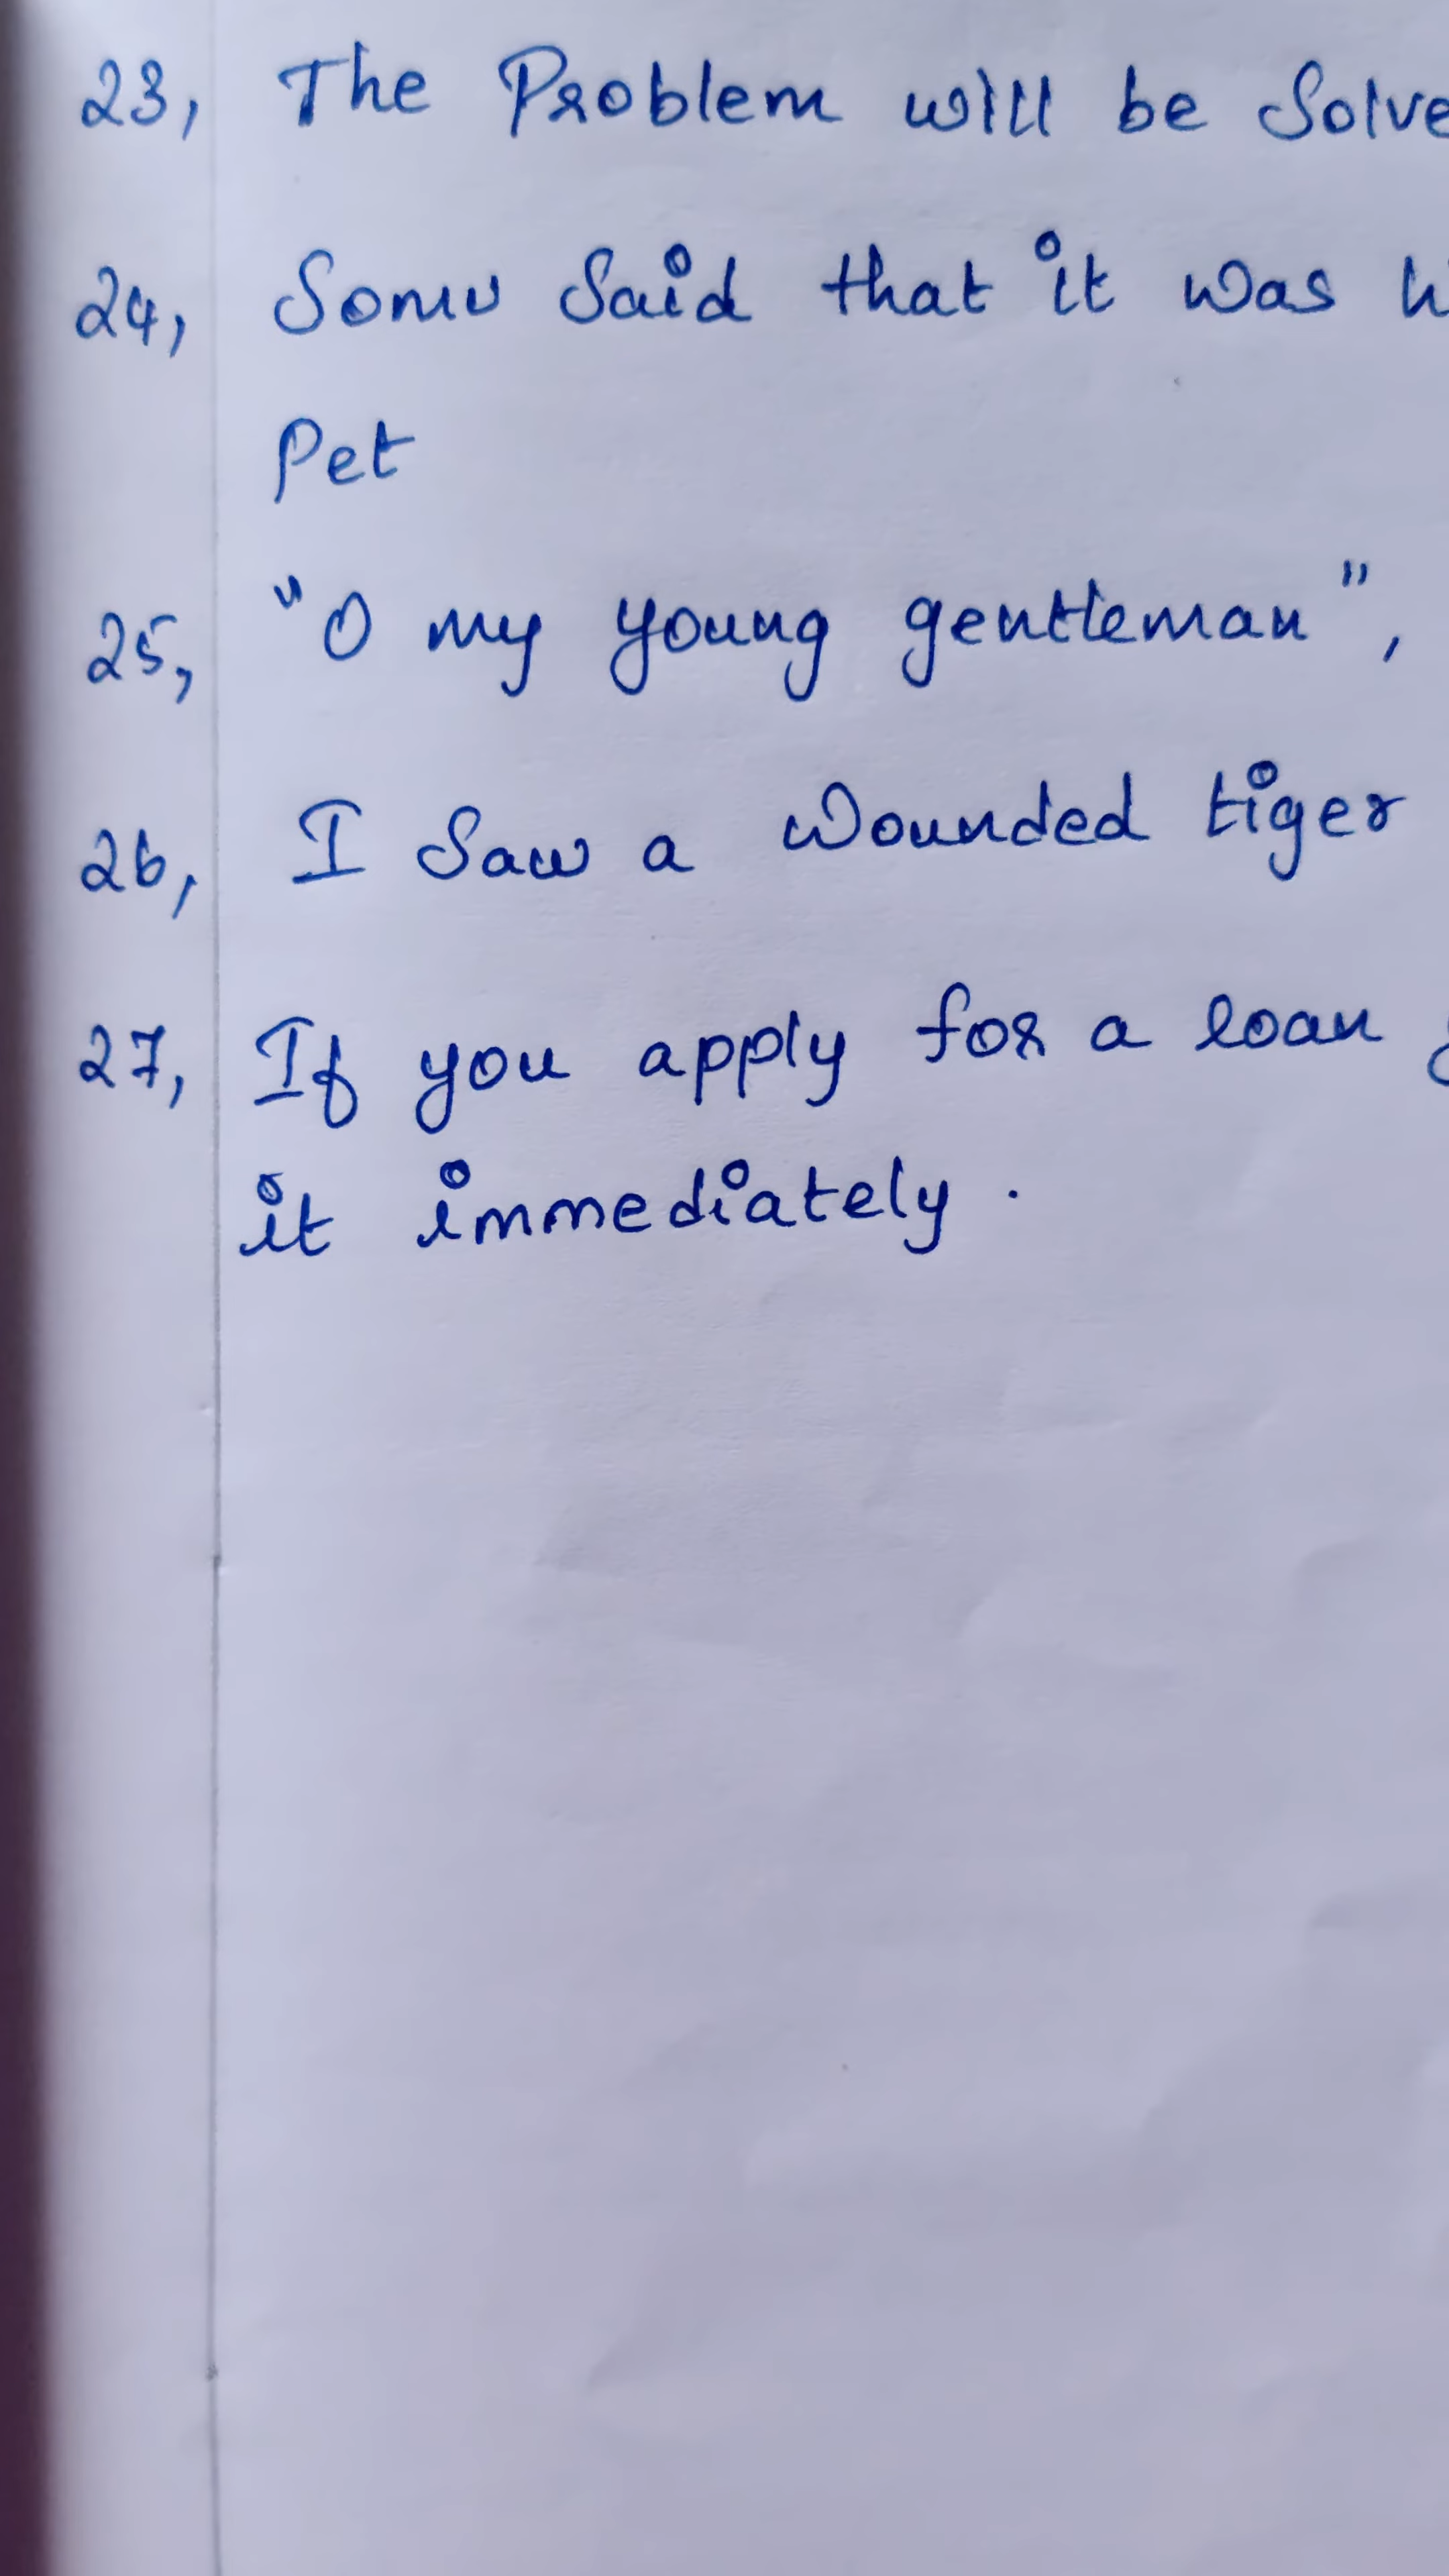 23, The Problem will be Solve
24, Somu Said that it was
Pet
25, "O my young gentleman",
26, I Saw a wounded tiger
27, If you apply for a loan
it immediately.